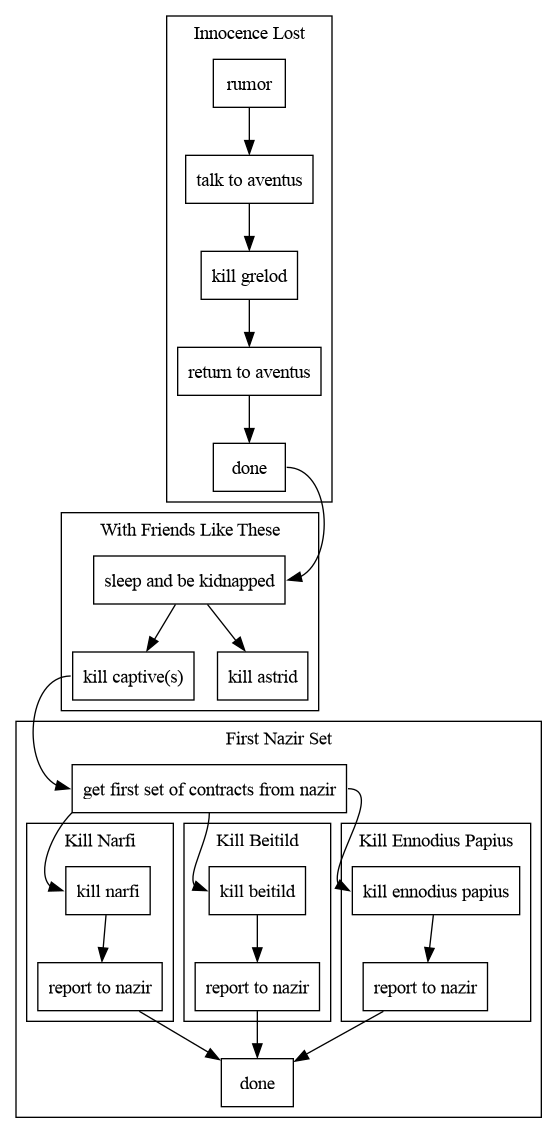 Innocence Lost
rumor
talk to aventus
kill grelod
return to aventus
done
With Friends Like These
sleep and be kidnapped
kill captive(s)
kill astrid
First Nazir Set
get first set of contracts from nazir
Kill Narfi
Kill Beitild
Kill Ennodius Papius
kill narfi
kill beitild
kill ennodius papius
report to nazir
report to nazir
report to nazir
done